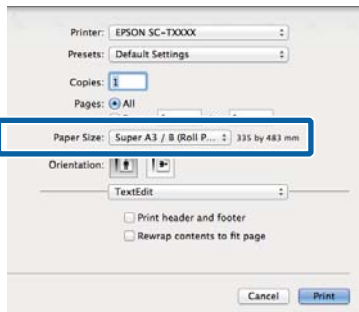 Printer: EPSON SC-TXXXX
Presets: Default Settings
Copies: 1
Pages: All
Paper Size: Super A3 / B (Roll P... 335 by 483 mm
Orientation:
TextEdit
Print header and footer
Rewrap contents to fit page
Cancel Print